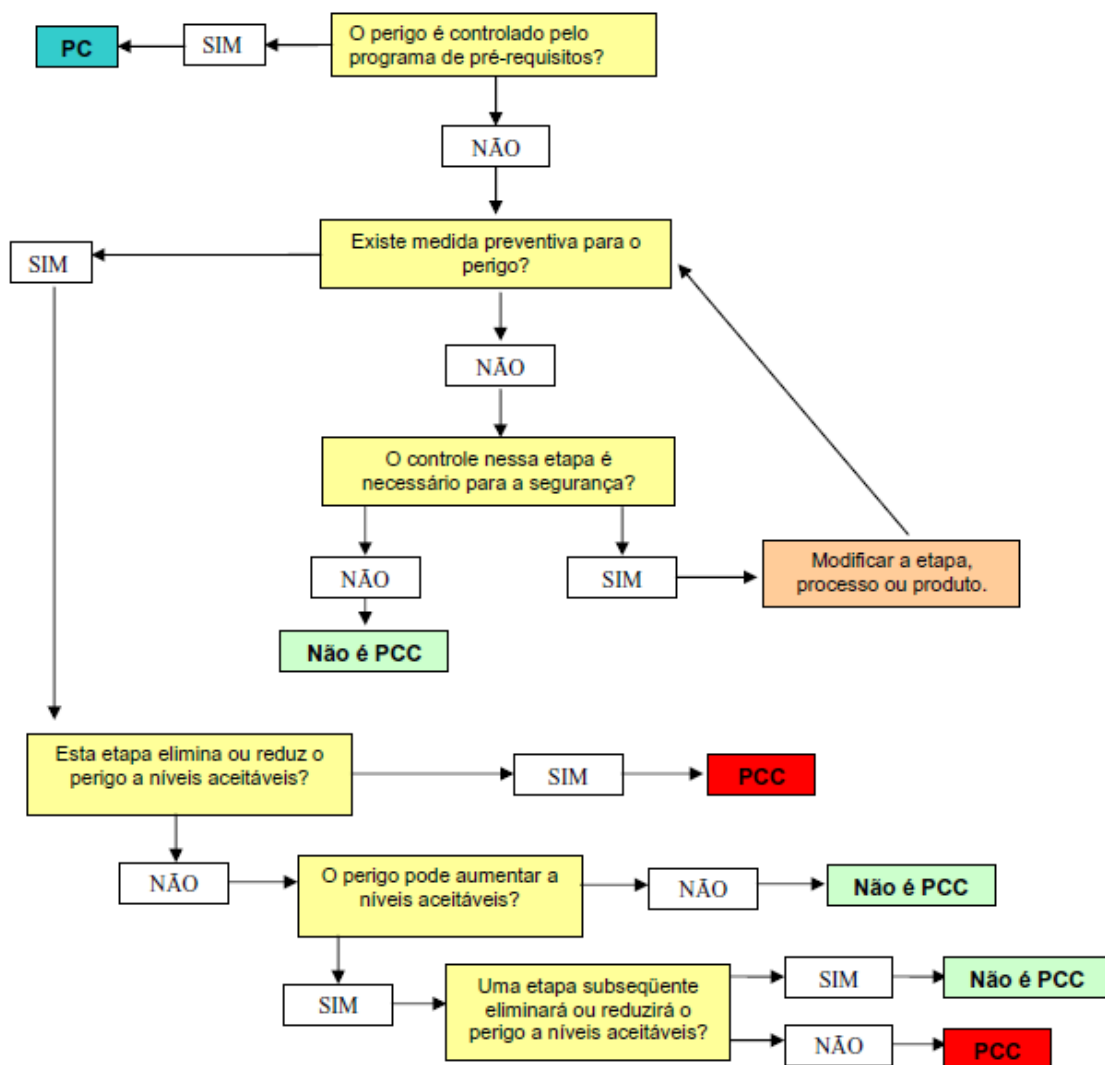 PC
SIM
O perigo é controlado pelo
programa de pré-requisitos?
NÃO
Existe medida preventiva para o
perigo?
SIM
NÃO
O controle nessa etapa é
necessário para a segurança?
NÃO
SIM
Modificar a etapa,
processo ou produto.
Não é PCC
Esta etapa elimina ou reduz o
perigo a níveis aceitáveis?
SIM
PCC
NÃO
O perigo pode aumentar a
níveis aceitáveis?
NÃO
Não é PCC
SIM
Uma etapa subseqüente
eliminará ou reduzirá o
perigo a níveis aceitáveis?
SIM
Não é PCC
NÃO
PCC